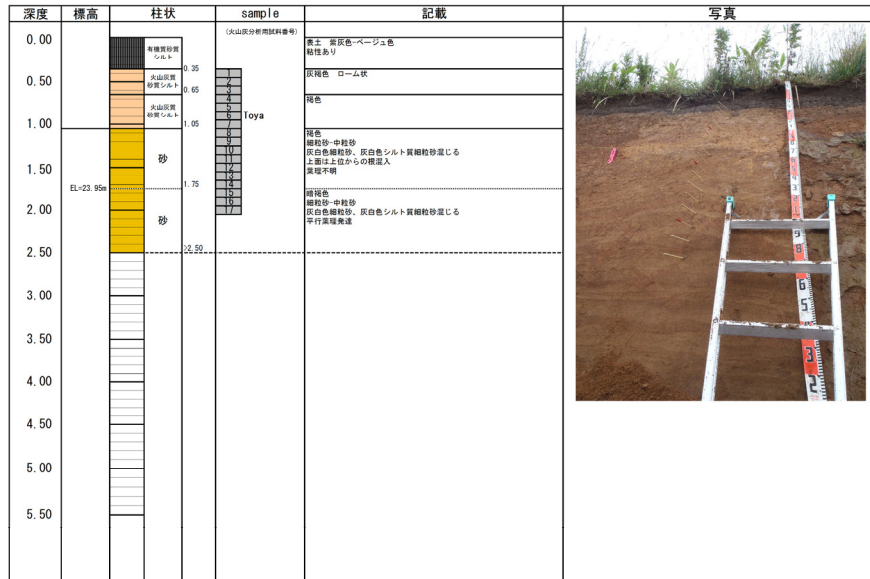 深度 標高 柱状 sample 記載 写真
(火山灰分析用試料番号)
0.00
有機質砂質
シルト
表土 紫灰色-ベージュ色
粘性あり
0.35
0.50
火山灰質
砂質シルト
1
2
3
灰褐色 ローム状
0.65
火山灰質
砂質シルト
4
5
6 Toya
7
褐色
1.00
1.05
砂
8
9
10
11
12
13
14
褐色
細粒砂-中粒砂
灰白色細粒砂、灰白色シルト質細粒砂混じる
上面は上位からの根混入
葉理不明
1.50
EL=23.95m
1.75
砂
15
16
17
暗褐色
細粒砂-中粒砂
灰白色細粒砂、灰白色シルト質細粒砂混じる
平行葉理発達
2.00
2.50
>2.50
3.00
3.50
4.00
4.50
5.00
5.50
9
8
6
5
3
2